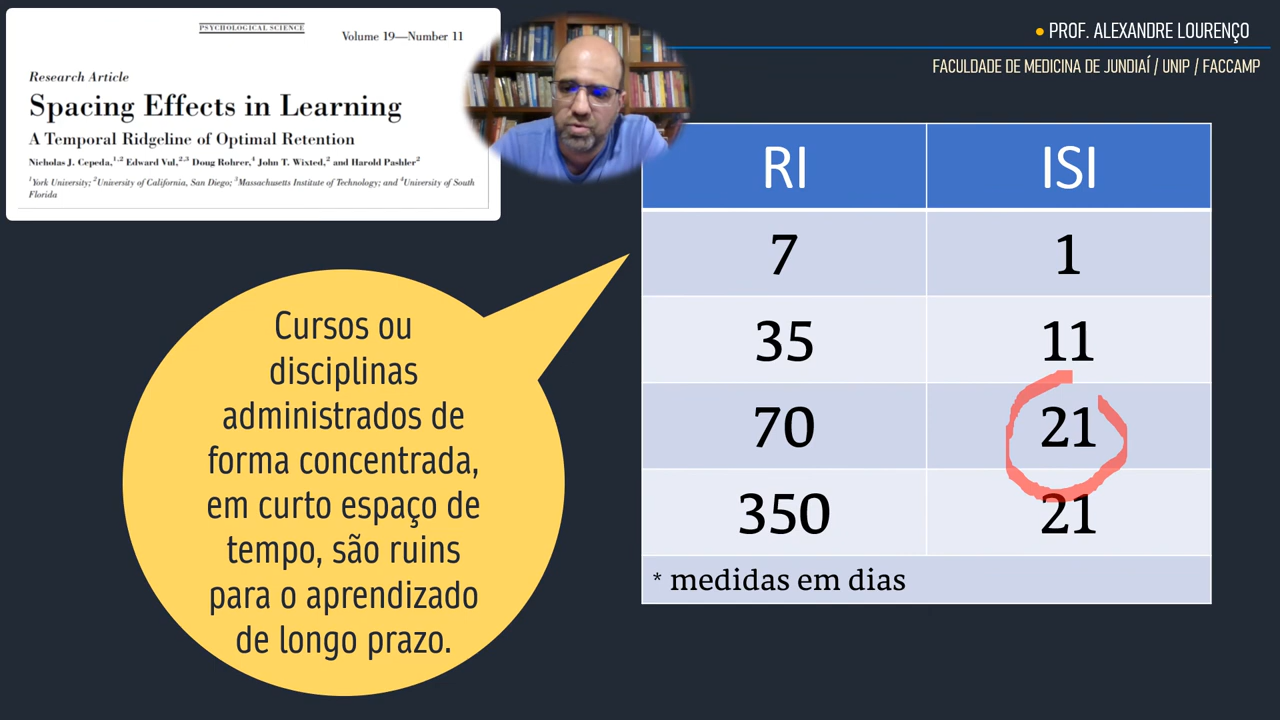 PSYCHOLOGICAL SCIENCE
Volume 19—Number 11
Research Article
Spacing Effects in Learning
A Temporal Ridgeline of Optimal Retention
Nicholas J. Cepeda,1,2 Edward Vul,2,3 Doug Rohrer,4 John T. Wixted,2 and Harold Pashler2
1York University; 2University of California, San Diego; 3Massachusetts Institute of Technology; and 4University of South
Florida
• PROF. ALEXANDRE LOURENÇO
FACULDADE DE MEDICINA DE JUNDIAÍ / UNIP / FACCAMP
Cursos ou
disciplinas
administrados de
forma concentrada,
em curto espaço de
tempo, são ruins
para o aprendizado
de longo prazo.
RI ISI
7 1
35 11
70 21
350 21
* medidas em dias